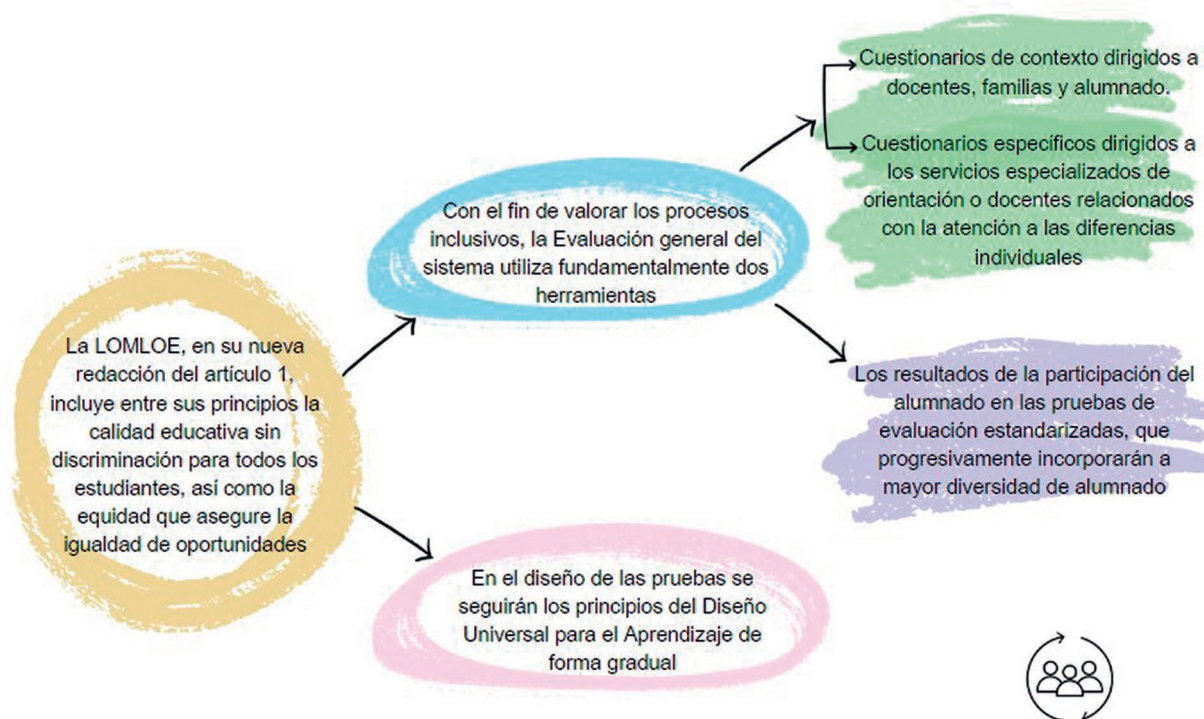 La LOMLOE, en su nueva
redacción del artículo 1,
incluye entre sus principios la
calidad educativa sin
discriminación para todos los
estudiantes, así como la
equidad que asegure la
igualdad de oportunidades
Con el fin de valorar los procesos
inclusivos, la Evaluación general del
sistema utiliza fundamentalmente dos
herramientas
Cuestionarios de contexto dirigidos a
docentes, familias y alumnado.
Cuestionarios específicos dirigidos a
los servicios especializados de
orientación o docentes relacionados
con la atención a las diferencias
individuales
Los resultados de la participación del
alumnado en las pruebas de
evaluación estandarizadas, que
progresivamente incorporarán a
mayor diversidad de alumnado
En el diseño de las pruebas se
seguirán los principios del Diseño
Universal para el Aprendizaje de
forma gradual